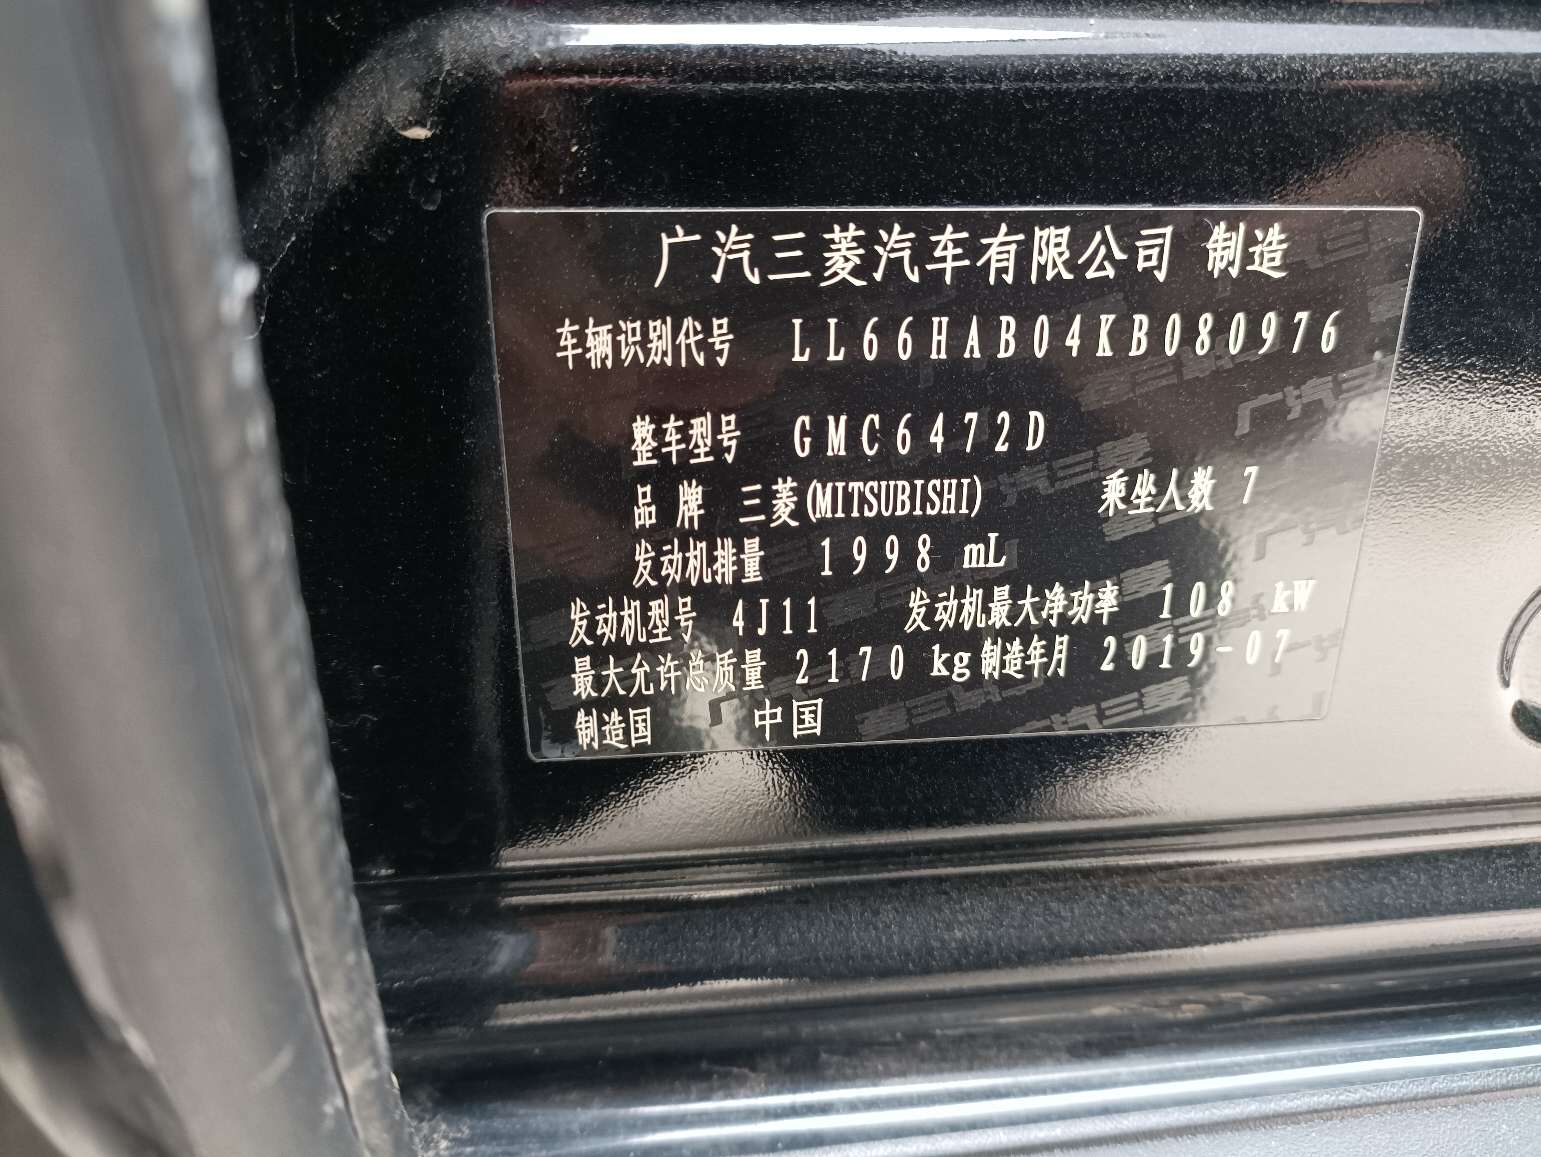 广汽三菱汽车有限公司 制造
车辆识别代号 LL66HAB04KB080976
整车型号 GMC6472D
品 牌 三菱(MITSUBISHI) 乘坐人数 7
发动机排量 1998 mL
发动机型号 4J11 发动机最大净功率 108 kW
最大允许总质量 2170 kg 制造年月 2019-07
制造国 中国